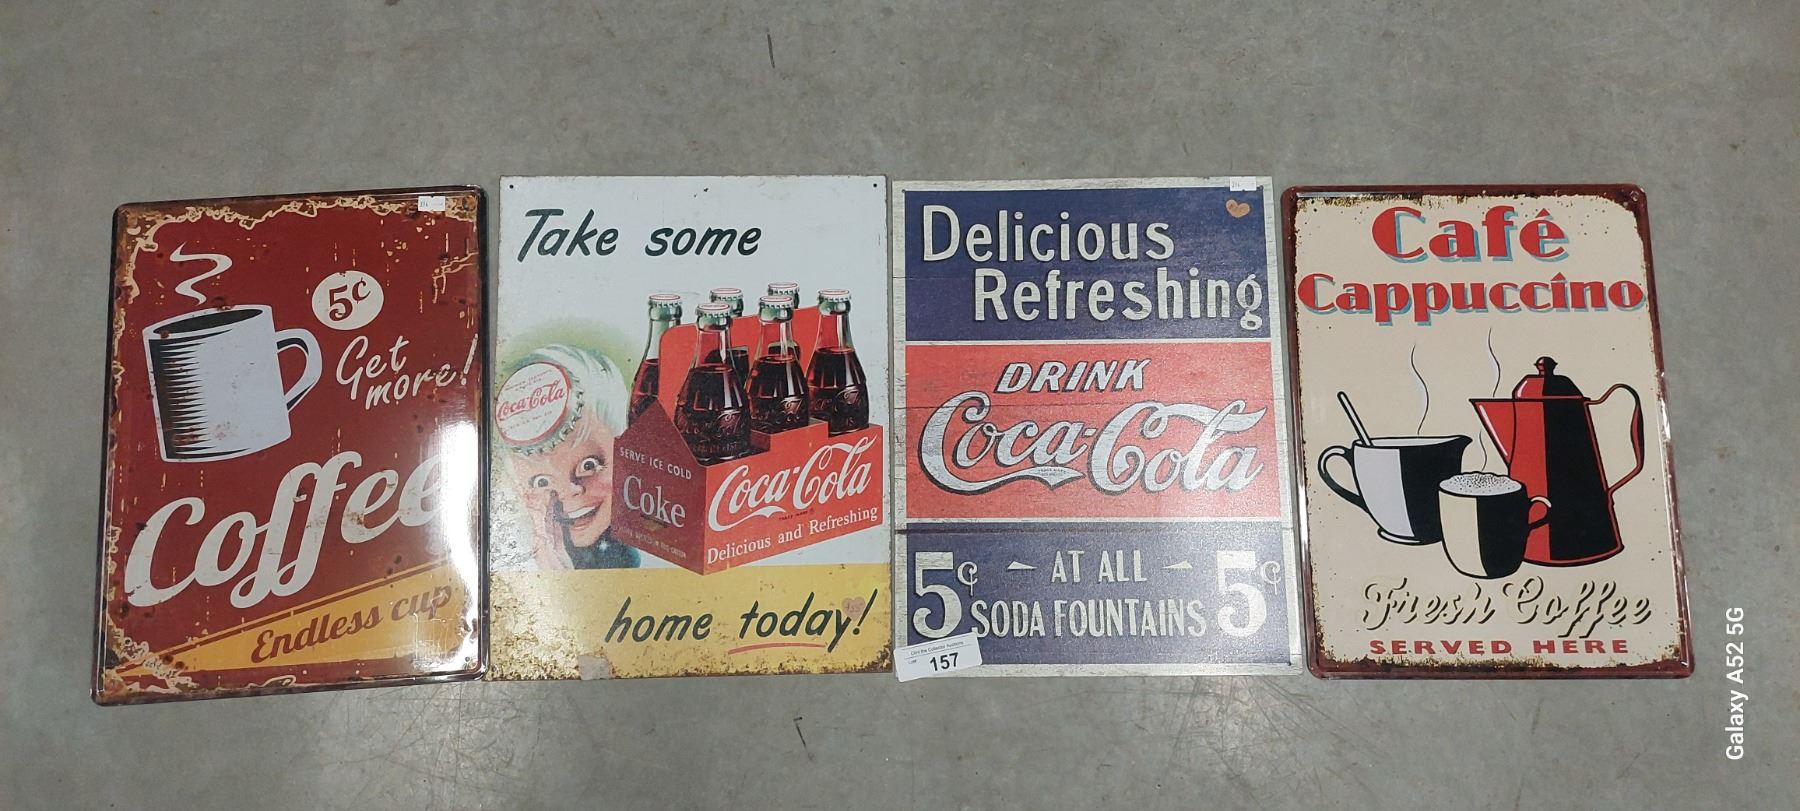 5¢
Get
more!
Coffee
Endless cup
Take some
Coca-Cola
SERVE ICE COLD
Coke
Coca-Cola
Delicious and Refreshing
home today!
Delicious
Refreshing
DRINK
Coca-Cola
5¢ AT ALL 5¢
SODA FOUNTAINS
157
Café
Cappuccino
Fresh Coffee
SERVED HERE
Galaxy A52 5G